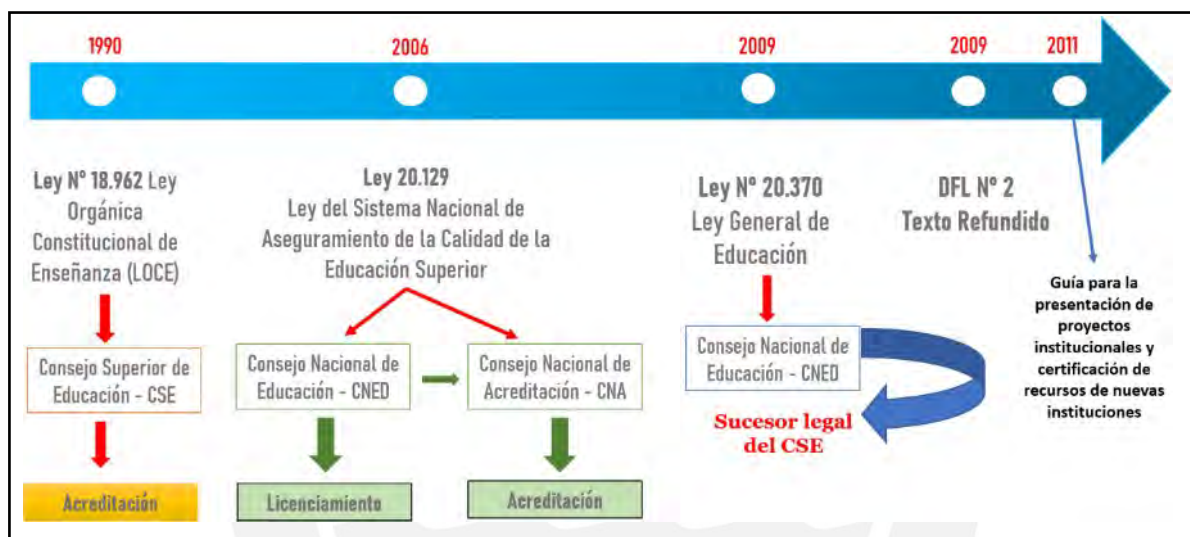 1990
2006
2009
2009
2011
Ley N° 18.962 Ley
Orgánica
Constitucional de
Enseñanza (LOCE)
Consejo Superior de
Educación - CSE
Acreditación
Ley 20.129
Ley del Sistema Nacional de
Aseguramiento de la Calidad de la
Educación Superior
Consejo Nacional de
Educación - CNED
Licenciamiento
Consejo Nacional de
Acreditación - CNA
Acreditación
Ley N° 20.370
Ley General de
Educación
Consejo Nacional de
Educación - CNED
Sucesor legal
del CSE
DFL N° 2
Texto Refundido
Guía para la
presentación de
proyectos
institucionales y
certificación de
recursos de nuevas
instituciones